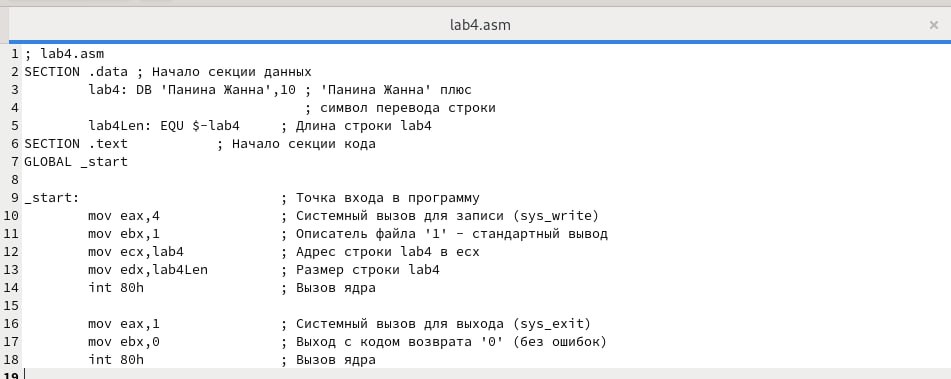 lab4.asm
×
1 ; lab4.asm
2 SECTION .data ; Начало секции данных
3         lab4: DB 'Панина Жанна',10 ; 'Панина Жанна' плюс
4                                    ; символ перевода строки
5         lab4Len: EQU $-lab4     ; Длина строки lab4
6 SECTION .text           ; Начало секции кода
7 GLOBAL _start
8
9 _start:                         ; Точка входа в программу
10         mov eax,4               ; Системный вызов для записи (sys_write)
11         mov ebx,1               ; Описатель файла '1' - стандартный вывод
12         mov ecx,lab4            ; Адрес строки lab4 в ecx
13         mov edx,lab4Len         ; Размер строки lab4
14         int 80h                 ; Вызов ядра
15
16         mov eax,1               ; Системный вызов для выхода (sys_exit)
17         mov ebx,0               ; Выход с кодом возврата '0' (без ошибок)
18         int 80h                 ; Вызов ядра
19